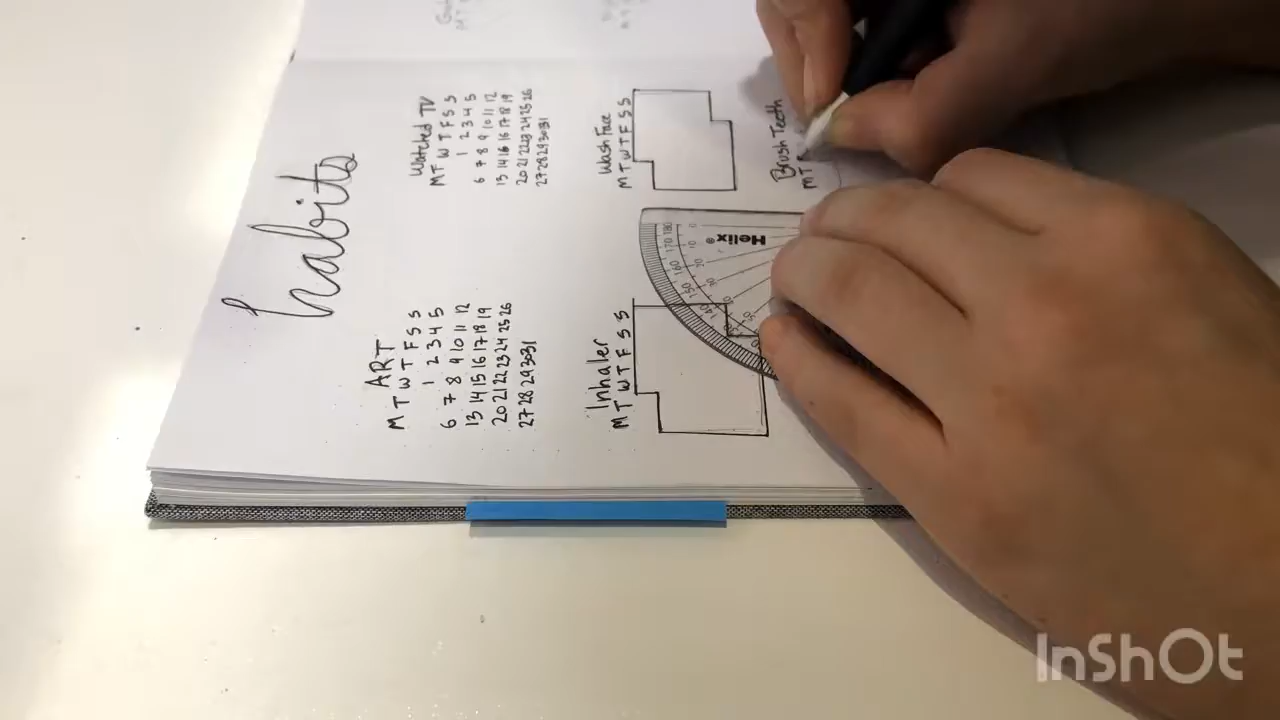 habits
ART
M T W T F S S
1 2 3 4 5
6 7 8 9 10 11 12
13 14 15 16 17 18 19
20 21 22 23 24 25 26
27 28 29 30 31
Watched TV
M T W T F S S
1 2 3 4 5
6 7 8 9 10 11 12
13 14 16 16 17 18 19
20 21 22 23 24 25 26
27 28 29 30 31
Inhaler
M T W T F S S
Wash Face
M T W T F S S
Brush Teeth
M T
Helix®
InShOt